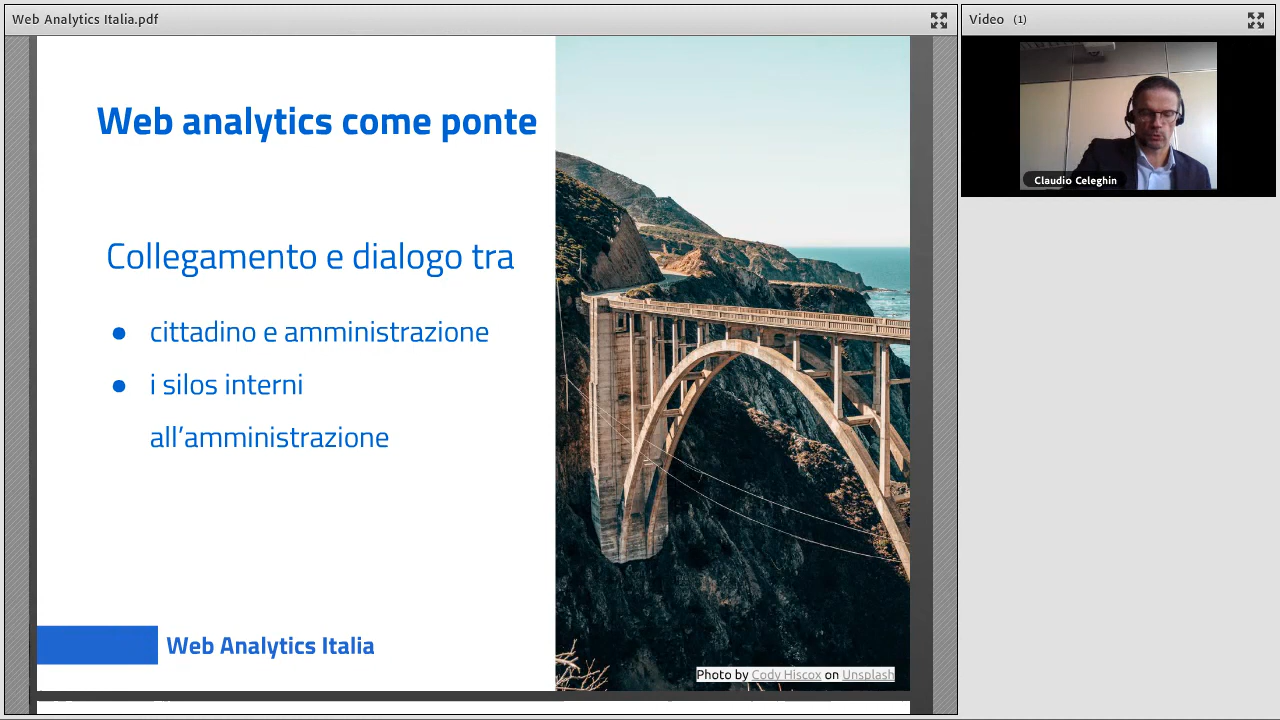 Web Analytics Italia.pdf
Video (1)
Claudio Celeghin
Web analytics come ponte
Collegamento e dialogo tra
● cittadino e amministrazione
● i silos interni
all’amministrazione
Web Analytics Italia
Photo by Cody Hiscox on Unsplash